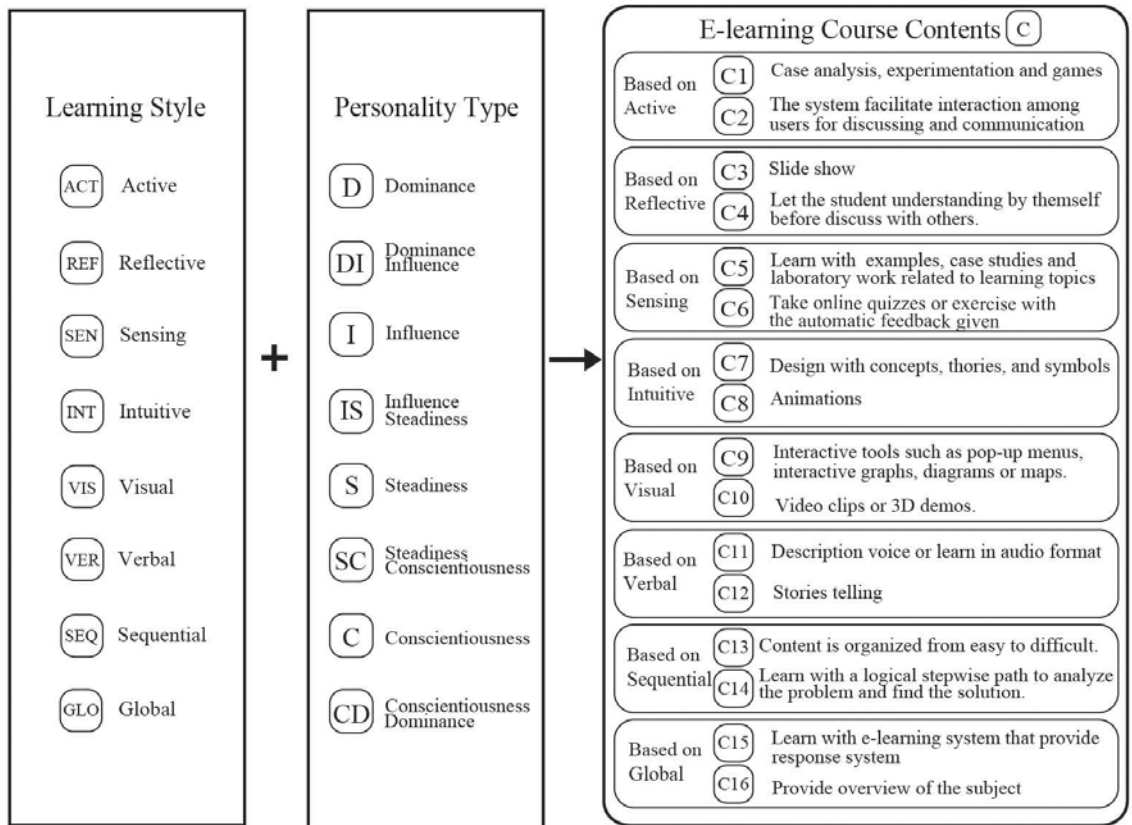 Learning Style
ACT Active
REF Reflective
SEN Sensing
INT Intuitive
VIS Visual
VER Verbal
SEQ Sequential
GLO Global
+
Personality Type
D Dominance
DI Dominance
Influence
I Influence
IS Influence
Steadiness
S Steadiness
SC Steadiness
Conscientiousness
C Conscientiousness
CD Conscientiousness
Dominance
E-learning Course Contents C
Based on
Active
C1 Case analysis, experimentation and games
C2 The system facilitate interaction among
users for discussing and communication
Based on
Reflective
C3 Slide show
C4 Let the student understanding by themself
before discuss with others.
Based on
Sensing
C5 Learn with examples, case studies and
laboratory work related to learning topics
C6 Take online quizzes or exercise with
the automatic feedback given
Based on
Intuitive
C7 Design with concepts, thories, and symbols
C8 Animations
Based on
Visual
C9 Interactive tools such as pop-up menus,
interactive graphs, diagrams or maps.
C10 Video clips or 3D demos.
Based on
Verbal
C11 Description voice or learn in audio format
C12 Stories telling
Based on
Sequential
C13 Content is organized from easy to difficult.
C14 Learn with a logical stepwise path to analyze
the problem and find the solution.
Based on
Global
C15 Learn with e-learning system that provide
response system
C16 Provide overview of the subject